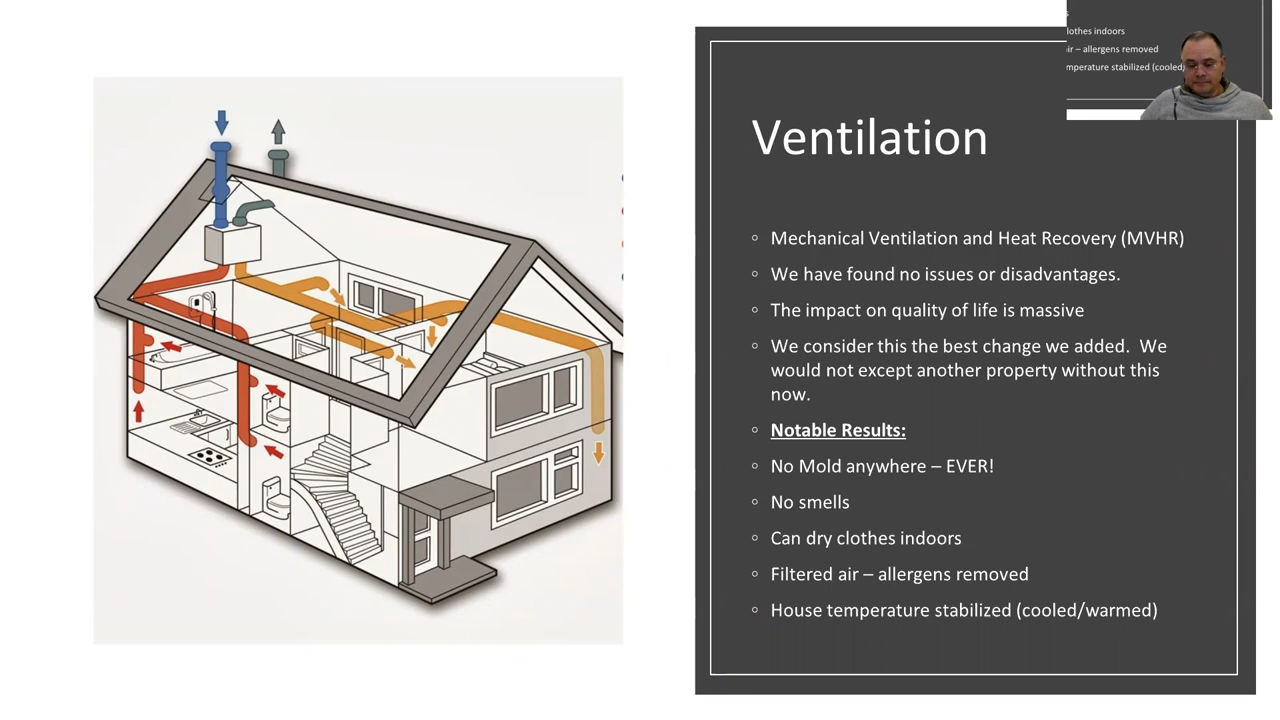 s
lothes indoors
ir – allergens removed
mperature stabilized (cooled
Ventilation
◦ Mechanical Ventilation and Heat Recovery (MVHR)
◦ We have found no issues or disadvantages.
◦ The impact on quality of life is massive
◦ We consider this the best change we added.  We
would not except another property without this
now.
◦ Notable Results:
◦ No Mold anywhere – EVER!
◦ No smells
◦ Can dry clothes indoors
◦ Filtered air – allergens removed
◦ House temperature stabilized (cooled/warmed)